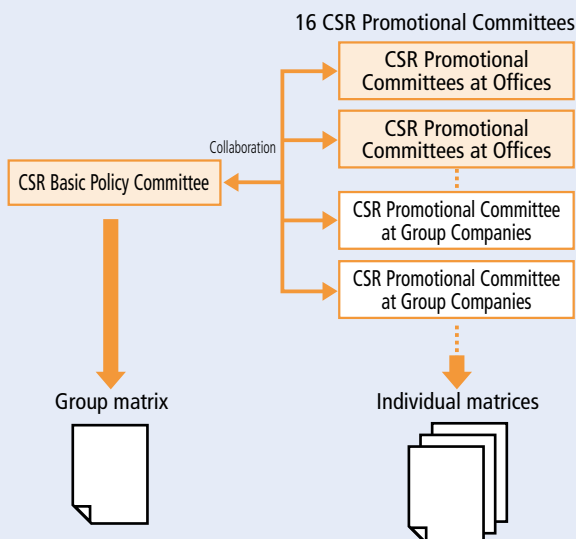 16 CSR Promotional Committees
CSR Promotional
Committees at Offices
CSR Promotional
Committees at Offices
Collaboration
CSR Basic Policy Committee
CSR Promotional Committee
at Group Companies
CSR Promotional Committee
at Group Companies
Group matrix
Individual matrices